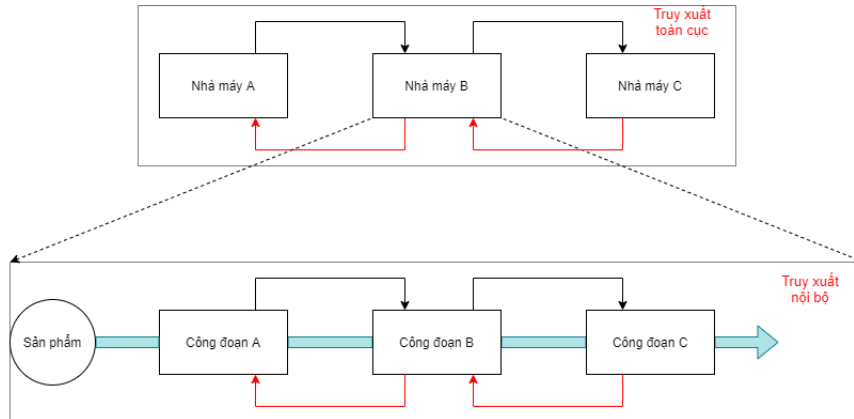 Truy xuất
toàn cục
Nhà máy A
Nhà máy B
Nhà máy C
Truy xuất
nội bộ
Sản phẩm
Công đoạn A
Công đoạn B
Công đoạn C